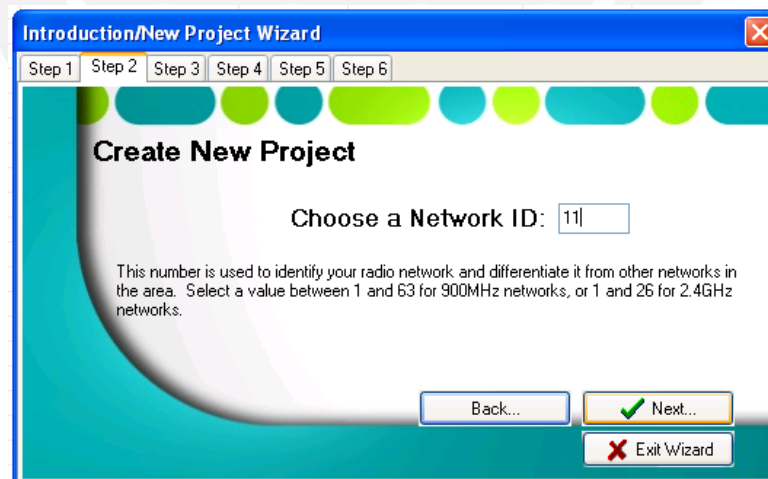 Introduction/New Project Wizard
Step 1 Step 2 Step 3 Step 4 Step 5 Step 6
Create New Project
Choose a Network ID: 11
This number is used to identify your radio network and differentiate it from other networks in
the area. Select a value between 1 and 63 for 900MHz networks, or 1 and 26 for 2.4GHz
networks.
Back... Next...
Exit Wizard